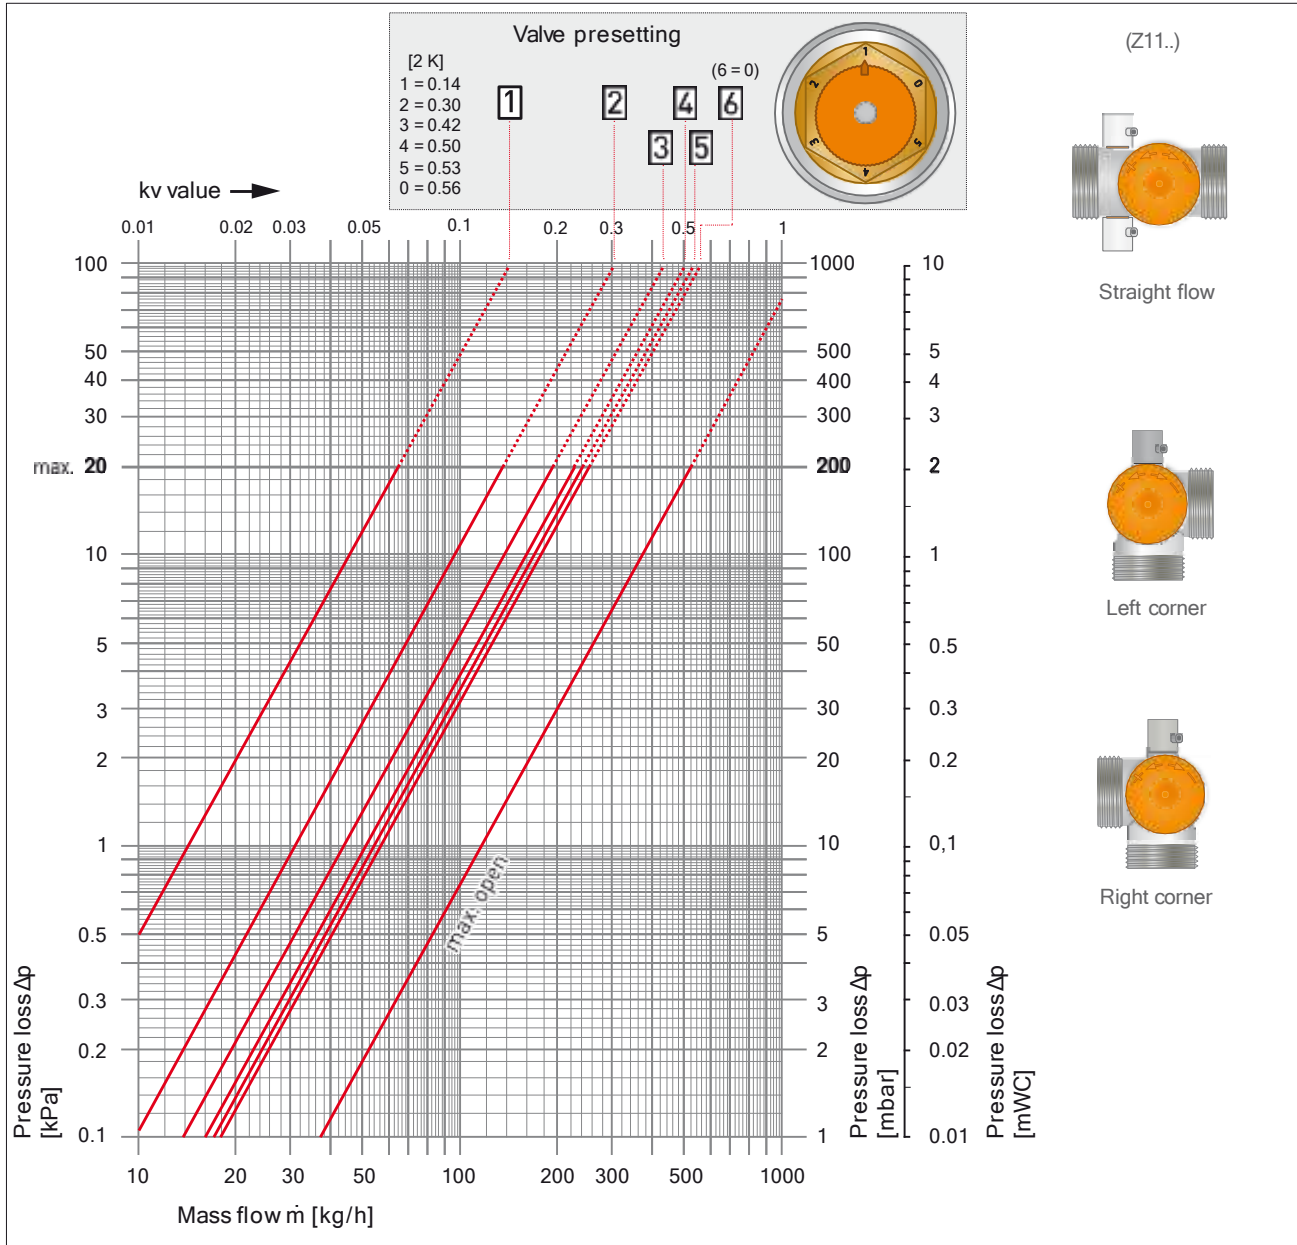 Valve presetting
(Z11..)
[2 K]
1 = 0.14
2 = 0.30
3 = 0.42
4 = 0.50
5 = 0.53
0 = 0.56
(6 = 0)
1 2 4 6
3 5
1 0 5 4 3 2
kv value
0.01 0.02 0.03 0.05 0.1 0.2 0.3 0.5 1
100 1000 10
50 500 5
40 400 4
30 300 3
max. 20 200 2
10 100 1
5 50 0.5
3 30 0.3
2 20 0.2
1 10 0.1
0.5 5 0.05
0.3 3 0.03
0.2 2 0.02
0.1 1 0.01
max. open
Pressure loss Δp
[kPa]
Pressure loss Δp
[mbar]
Pressure loss Δp
[mWC]
10 20 30 50 100 200 300 500 1000
Mass flow ṁ [kg/h]
Straight flow
Left corner
Right corner